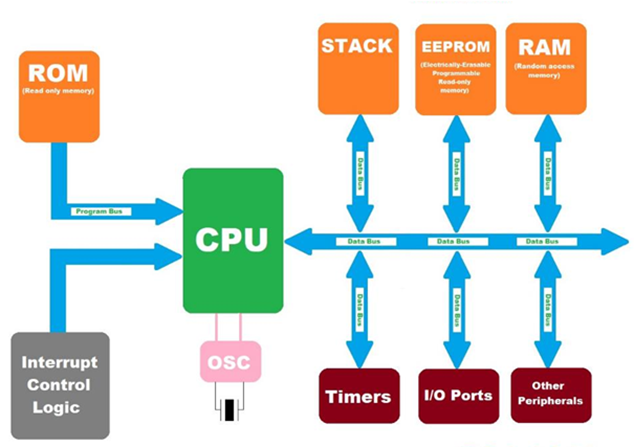 ROM
(Read only memory)
Program Bus
CPU
OSC
Interrupt
Control
Logic
STACK
EEPROM
(Electrically-Erasable
Programmable
Read-only
memory)
RAM
(Random access
memory)
Data Bus
Data Bus
Data Bus
Data Bus
Data Bus
Data Bus
Data Bus
Data Bus
Data Bus
Timers
I/O Ports
Other
Peripherals